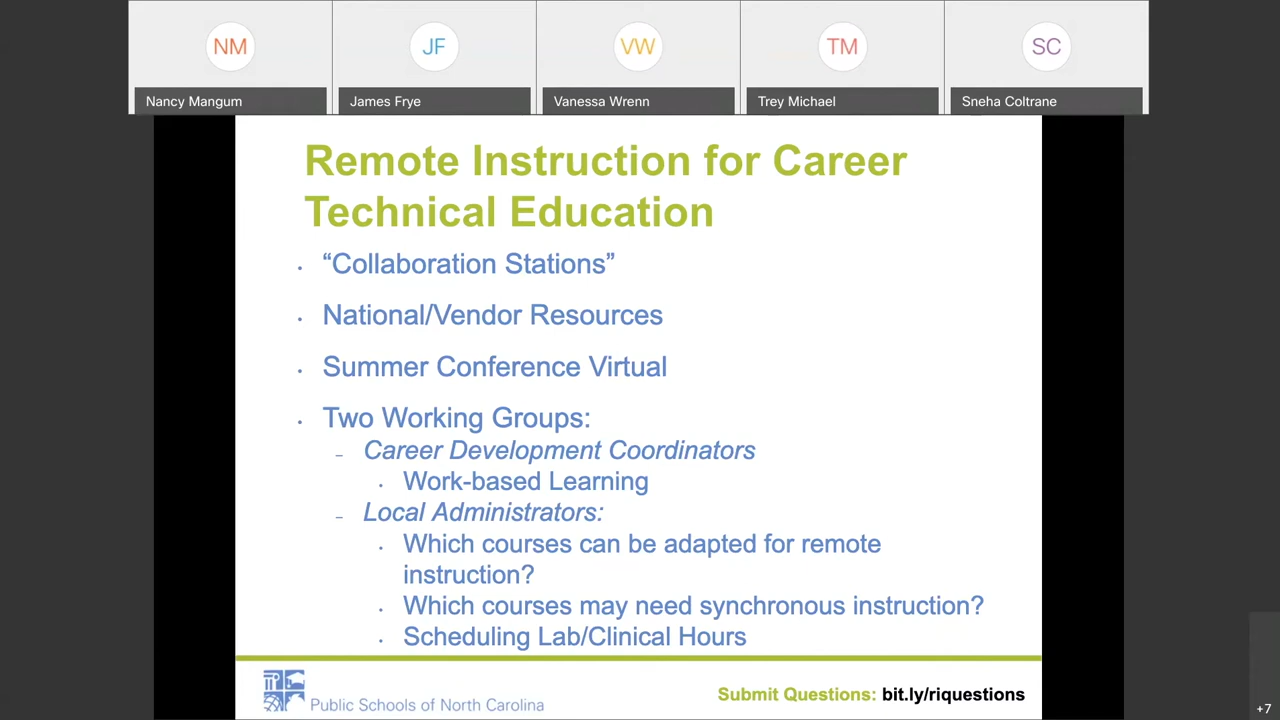 NM JF VW TM SC
Nancy Mangum James Frye Vanessa Wrenn Trey Michael Sneha Coltrane
Remote Instruction for Career
Technical Education
• “Collaboration Stations”
• National/Vendor Resources
• Summer Conference Virtual
• Two Working Groups:
– Career Development Coordinators
• Work-based Learning
– Local Administrators:
• Which courses can be adapted for remote
instruction?
• Which courses may need synchronous instruction?
• Scheduling Lab/Clinical Hours
Public Schools of North Carolina
Submit Questions: bit.ly/riquestions
+7